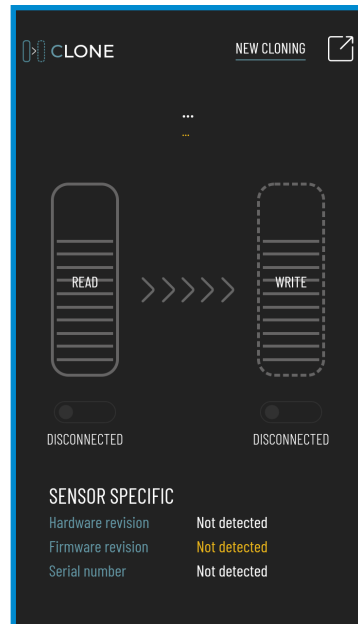 CLONE
NEW CLONING
...
...
READ
WRITE
DISCONNECTED
DISCONNECTED
SENSOR SPECIFIC
Hardware revision Not detected
Firmware revision Not detected
Serial number Not detected